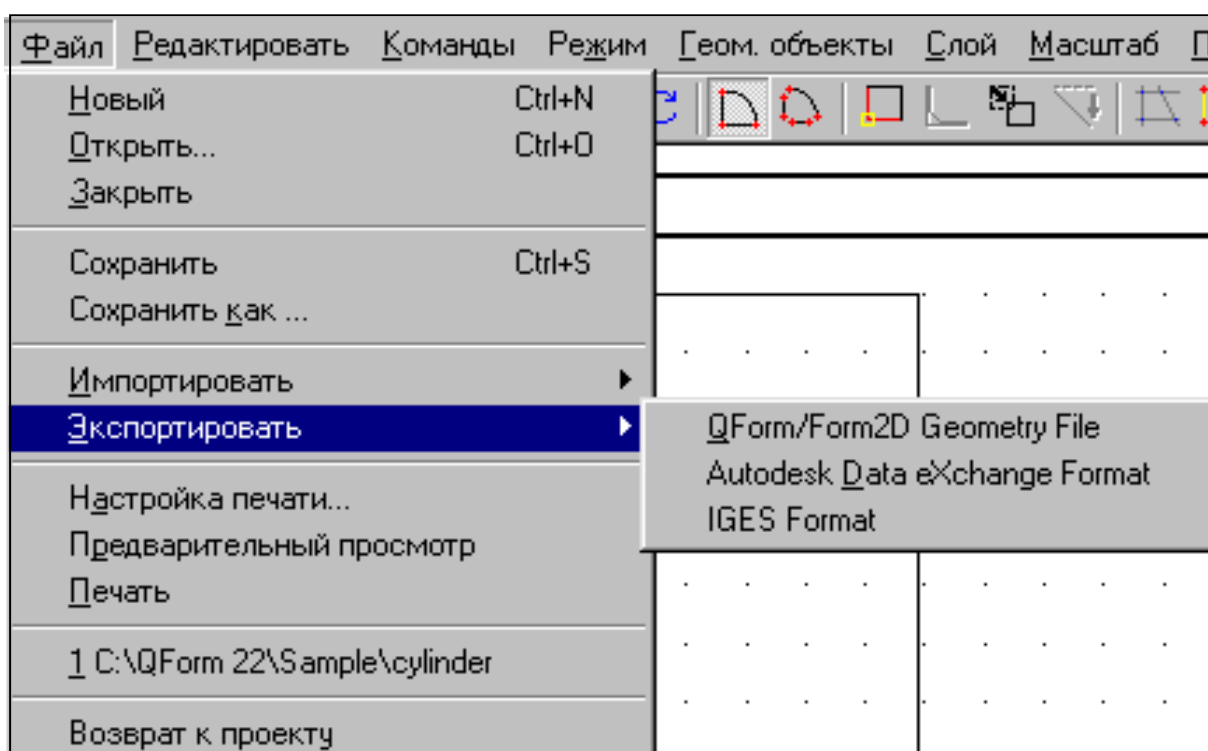 Файл Редактировать Команды Режим Геом. объекты Слой Масштаб
Новый Ctrl+N
Открыть... Ctrl+O
Закрыть
Сохранить Ctrl+S
Сохранить как ...
Импортировать
Экспортировать
QForm/Form2D Geometry File
Autodesk Data eXchange Format
IGES Format
Настройка печати...
Предварительный просмотр
Печать
1 C:\QForm 22\Sample\cylinder
Возврат к проекту